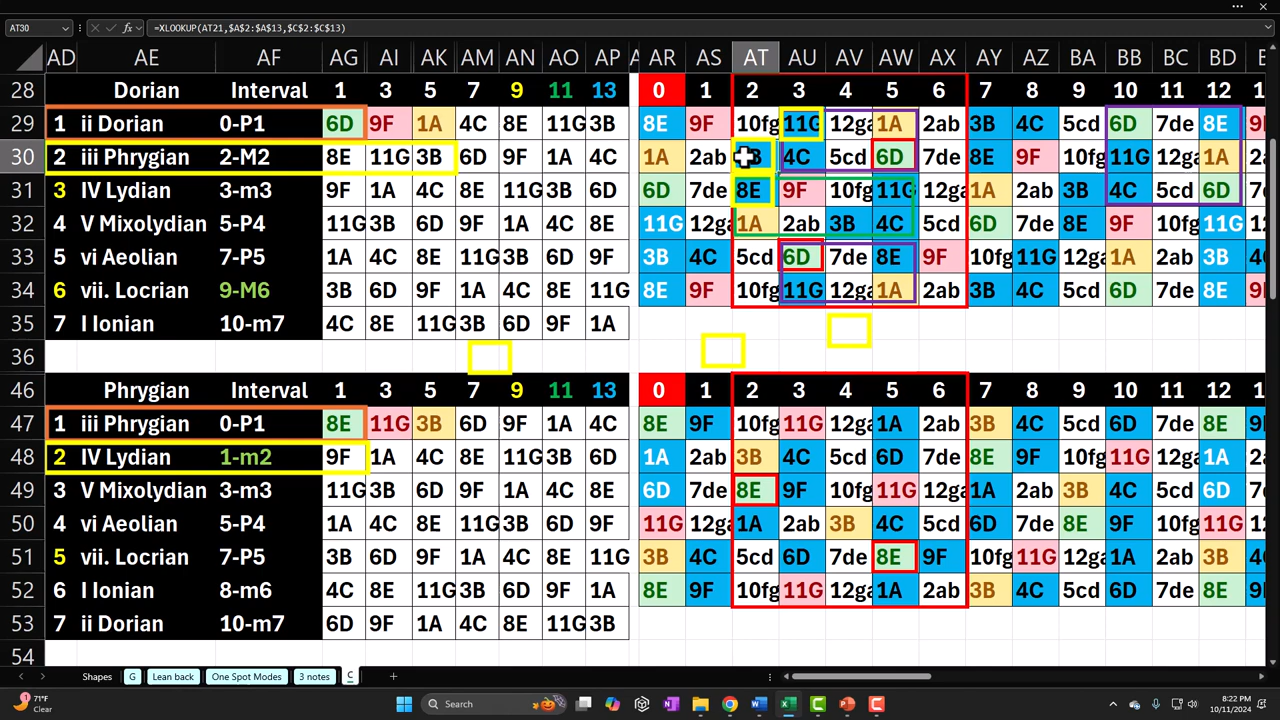 AT30 fx =XLOOKUP(AT21,$A$2:$A$13,$C$2:$C$13)
AD AE AF AG AI AK AM AN AO AP A AR AS AT AU AV AW AX AY AZ BA BB BC BD E
28 Dorian Interval 1 3 5 7 9 11 13 0 1 2 3 4 5 6 7 8 9 10 11 12 1
29 1 ii Dorian 0-P1 6D 9F 1A 4C 8E 11G 3B 8E 9F 10fg 11G 12ga 1A 2ab 3B 4C 5cd 6D 7de 8E 9F
30 2 iii Phrygian 2-M2 8E 11G 3B 6D 9F 1A 4C 1A 2ab B 4C 5cd 6D 7de 8E 9F 10fg 11G 12ga 1A 2a
31 3 IV Lydian 3-m3 9F 1A 4C 8E 11G 3B 6D 6D 7de 8E 9F 10fg 11G 12ga 1A 2ab 3B 4C 5cd 6D 7d
32 4 V Mixolydian 5-P4 11G 3B 6D 9F 1A 4C 8E 11G 12ga 1A 2ab 3B 4C 5cd 6D 7de 8E 9F 10fg 11G 12
33 5 vi Aeolian 7-P5 1A 4C 8E 11G 3B 6D 9F 3B 4C 5cd 6D 7de 8E 9F 10fg 11G 12ga 1A 2ab 3B 4C
34 6 vii. Locrian 9-M6 3B 6D 9F 1A 4C 8E 11G 8E 9F 10fg 11G 12ga 1A 2ab 3B 4C 5cd 6D 7de 8E 9F
35 7 I Ionian 10-m7 4C 8E 11G 3B 6D 9F 1A
36
46 Phrygian Interval 1 3 5 7 9 11 13 0 1 2 3 4 5 6 7 8 9 10 11 12 1
47 1 iii Phrygian 0-P1 8E 11G 3B 6D 9F 1A 4C 8E 9F 10fg 11G 12ga 1A 2ab 3B 4C 5cd 6D 7de 8E 9F
48 2 IV Lydian 1-m2 9F 1A 4C 8E 11G 3B 6D 1A 2ab 3B 4C 5cd 6D 7de 8E 9F 10fg 11G 12ga 1A 2a
49 3 V Mixolydian 3-m3 11G 3B 6D 9F 1A 4C 8E 6D 7de 8E 9F 10fg 11G 12ga 1A 2ab 3B 4C 5cd 6D 7d
50 4 vi Aeolian 5-P4 1A 4C 8E 11G 3B 6D 9F 11G 12ga 1A 2ab 3B 4C 5cd 6D 7de 8E 9F 10fg 11G 12
51 5 vii. Locrian 7-P5 3B 6D 9F 1A 4C 8E 11G 3B 4C 5cd 6D 7de 8E 9F 10fg 11G 12ga 1A 2ab 3B 4C
52 6 I Ionian 8-m6 4C 8E 11G 3B 6D 9F 1A 8E 9F 10fg 11G 12ga 1A 2ab 3B 4C 5cd 6D 7de 8E 9F
53 7 ii Dorian 10-m7 6D 9F 1A 4C 8E 11G 3B
54
Shapes G Lean back One Spot Modes 3 notes C
71°F
Clear
Search
8:22 PM
10/11/2024